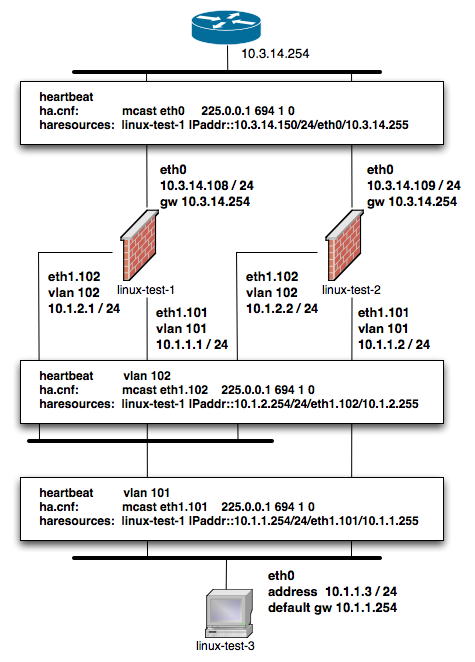 10.3.14.254
heartbeat
ha.cnf: mcast eth0 225.0.0.1 694 1 0
haresources: linux-test-1 IPaddr::10.3.14.150/24/eth0/10.3.14.255
eth0
10.3.14.108 / 24
gw 10.3.14.254
eth0
10.3.14.109 / 24
gw 10.3.14.254
linux-test-1
linux-test-2
eth1.102
vlan 102
10.1.2.1 / 24
eth1.101
vlan 101
10.1.1.1 / 24
eth1.102
vlan 102
10.1.2.2 / 24
eth1.101
vlan 101
10.1.1.2 / 24
heartbeat vlan 102
ha.cnf: mcast eth1.102 225.0.0.1 694 1 0
haresources: linux-test-1 IPaddr::10.1.2.254/24/eth1.102/10.1.2.255
heartbeat vlan 101
ha.cnf: mcast eth1.101 225.0.0.1 694 1 0
haresources: linux-test-1 IPaddr::10.1.1.254/24/eth1.101/10.1.1.255
eth0
address 10.1.1.3 / 24
default gw 10.1.1.254
linux-test-3